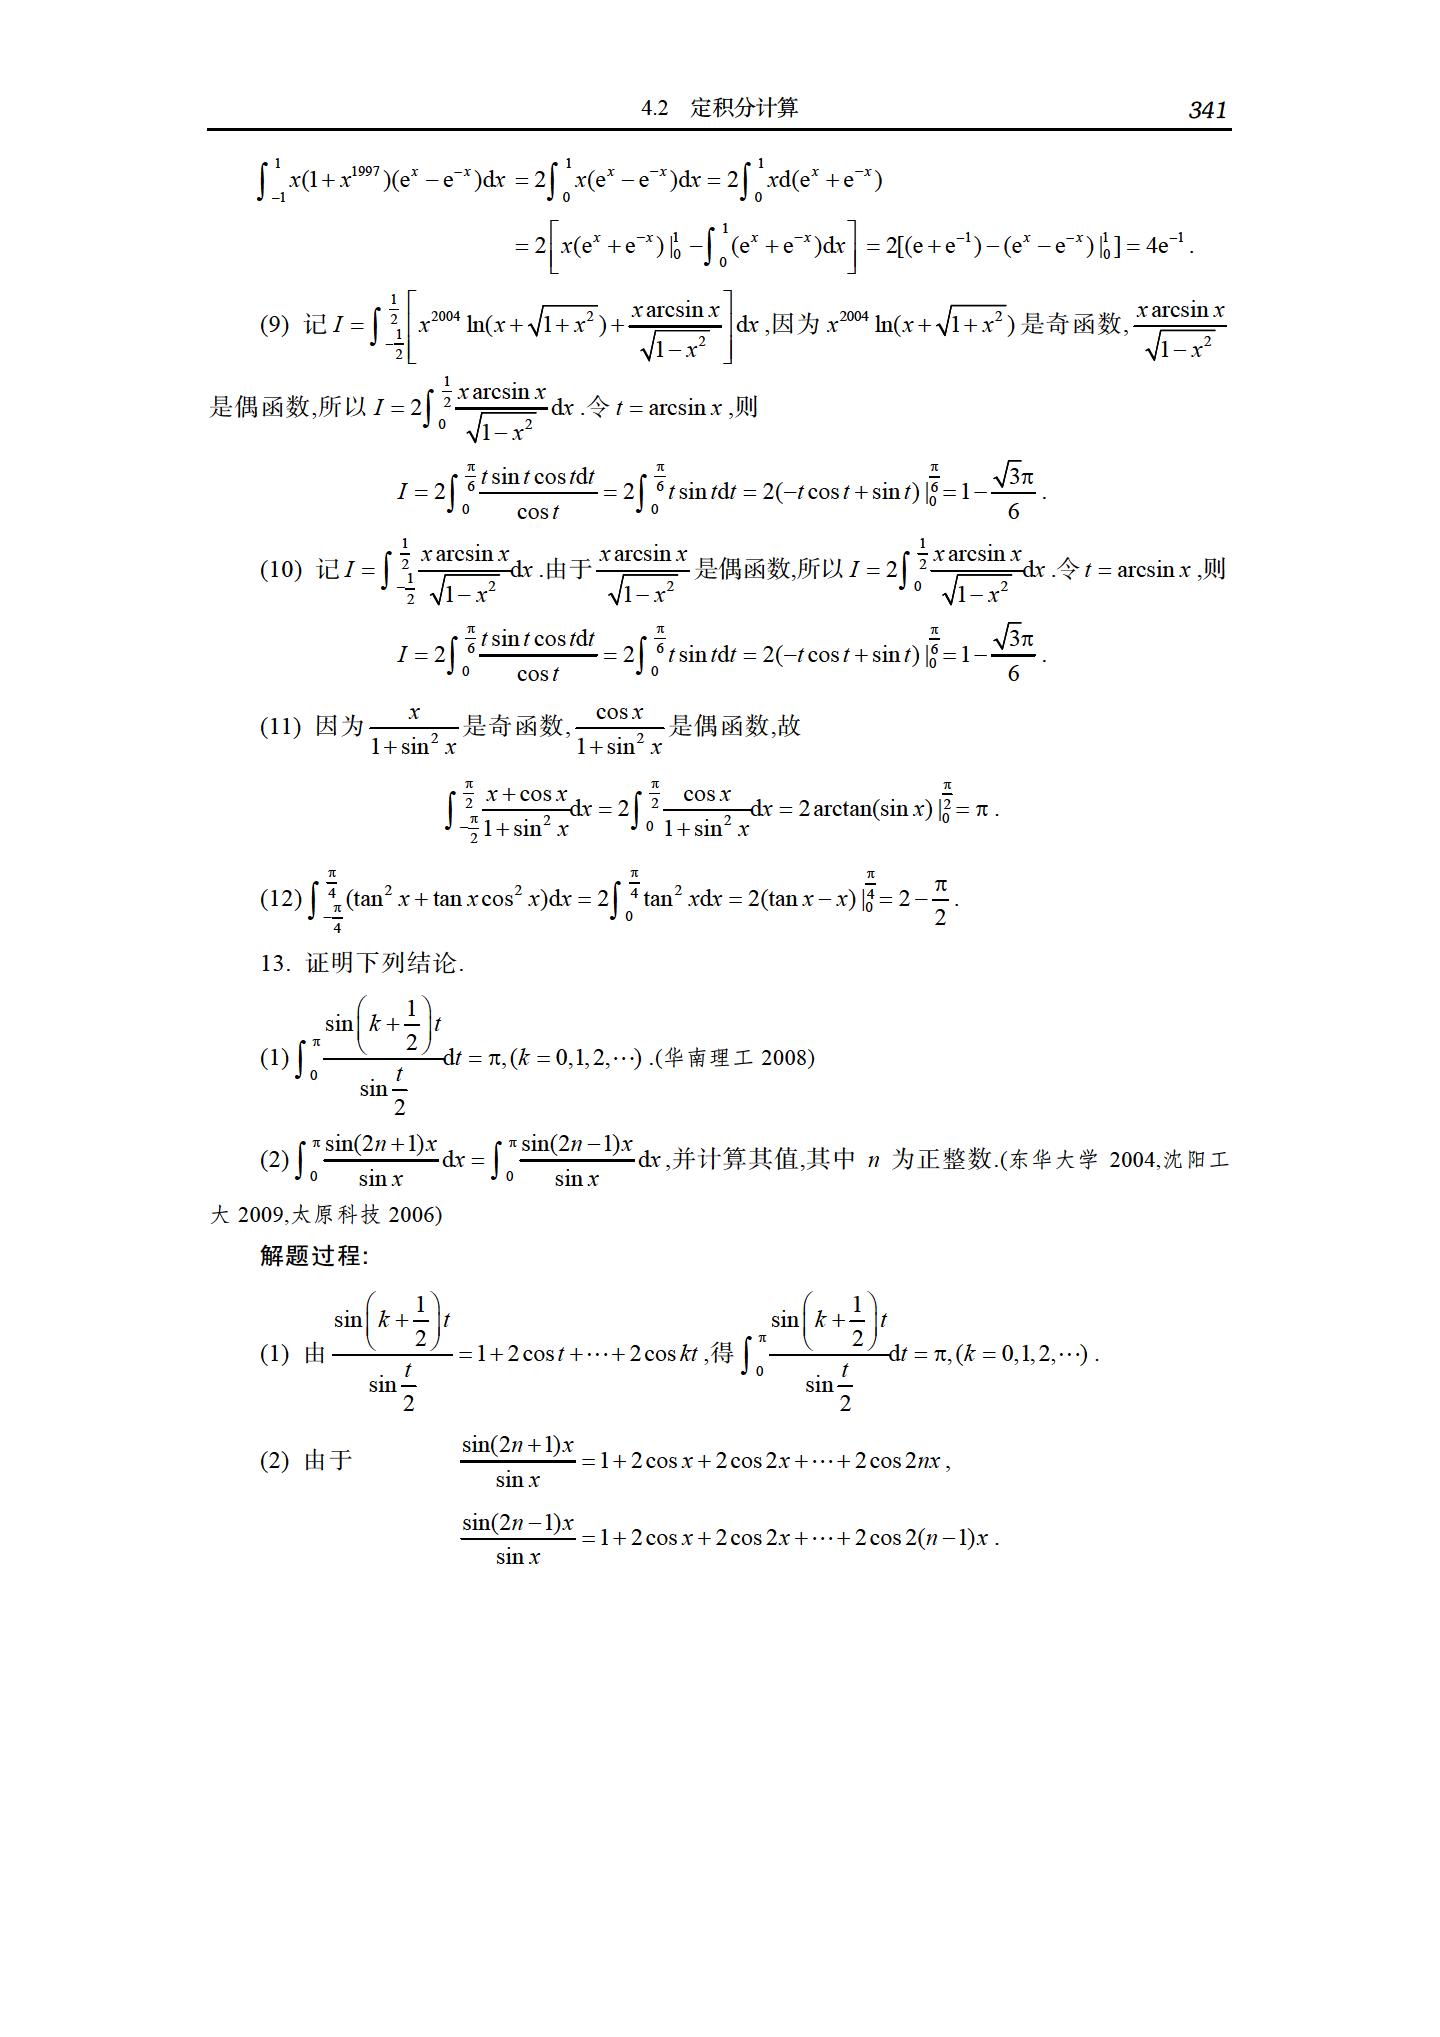 4.2 定积分计算 341
$\int_{-1}^{1} x(1+x^{1997})(e^x-e^{-x})dx = 2\int_0^1 x(e^x-e^{-x})dx = 2\int_0^1 xd(e^x+e^{-x})$
$=2\left[x(e^x+e^{-x})|_0^1-\int_0^1(e^x+e^{-x})dx\right]=2[(e+e^{-1})-(e^x-e^{-x})|_0^1]=4e^{-1}.$
(9) 记 $I=\int_{-\frac{1}{2}}^{\frac{1}{2}}\left[x^{2004}\ln(x+\sqrt{1+x^2})+\frac{x\arcsin x}{\sqrt{1-x^2}}\right]dx$ ,因为 $x^{2004}\ln(x+\sqrt{1+x^2})$ 是奇函数, $\frac{x\arcsin x}{\sqrt{1-x^2}}$
是偶函数,所以 $I=2\int_0^{\frac{1}{2}}\frac{x\arcsin x}{\sqrt{1-x^2}}dx$ .令 $t=\arcsin x$ ,则
$I=2\int_0^{\frac{\pi}{6}}\frac{t\sin t\cos tdt}{\cos t}=2\int_0^{\frac{\pi}{6}}t\sin tdt=2(-t\cos t+\sin t)|_0^{\frac{\pi}{6}}=1-\frac{\sqrt{3}\pi}{6}.$
(10) 记 $I=\int_{-\frac{1}{2}}^{\frac{1}{2}}\frac{x\arcsin x}{\sqrt{1-x^2}}dx$ .由于 $\frac{x\arcsin x}{\sqrt{1-x^2}}$ 是偶函数,所以 $I=2\int_0^{\frac{1}{2}}\frac{x\arcsin x}{\sqrt{1-x^2}}dx$ .令 $t=\arcsin x$ ,则
$I=2\int_0^{\frac{\pi}{6}}\frac{t\sin t\cos tdt}{\cos t}=2\int_0^{\frac{\pi}{6}}t\sin tdt=2(-t\cos t+\sin t)|_0^{\frac{\pi}{6}}=1-\frac{\sqrt{3}\pi}{6}.$
(11) 因为 $\frac{x}{1+\sin^2 x}$ 是奇函数, $\frac{\cos x}{1+\sin^2 x}$ 是偶函数,故
$\int_{-\frac{\pi}{2}}^{\frac{\pi}{2}}\frac{x+\cos x}{1+\sin^2 x}dx=2\int_0^{\frac{\pi}{2}}\frac{\cos x}{1+\sin^2 x}dx=2\arctan(\sin x)|_0^{\frac{\pi}{2}}=\pi.$
(12) $\int_{-\frac{\pi}{4}}^{\frac{\pi}{4}}(\tan^2 x+\tan x\cos^2 x)dx=2\int_0^{\frac{\pi}{4}}\tan^2 xdx=2(\tan x-x)|_0^{\frac{\pi}{4}}=2-\frac{\pi}{2}.$
13. 证明下列结论.
(1) $\int_0^{\pi}\frac{\sin\left(k+\frac{1}{2}\right)t}{\sin\frac{t}{2}}dt=\pi,(k=0,1,2,\cdots)$ .(华南理工 2008)
(2) $\int_0^{\pi}\frac{\sin(2n+1)x}{\sin x}dx=\int_0^{\pi}\frac{\sin(2n-1)x}{\sin x}dx$ ,并计算其值,其中 n 为正整数.(东华大学 2004,沈阳工
大 2009,太原科技 2006)
解题过程:
(1) 由 $\frac{\sin\left(k+\frac{1}{2}\right)t}{\sin\frac{t}{2}}=1+2\cos t+\cdots+2\cos kt$ ,得 $\int_0^{\pi}\frac{\sin\left(k+\frac{1}{2}\right)t}{\sin\frac{t}{2}}dt=\pi,(k=0,1,2,\cdots)$ .
(2) 由于 $\frac{\sin(2n+1)x}{\sin x}=1+2\cos x+2\cos 2x+\cdots+2\cos 2nx$ ,
$\frac{\sin(2n-1)x}{\sin x}=1+2\cos x+2\cos 2x+\cdots+2\cos 2(n-1)x$ .